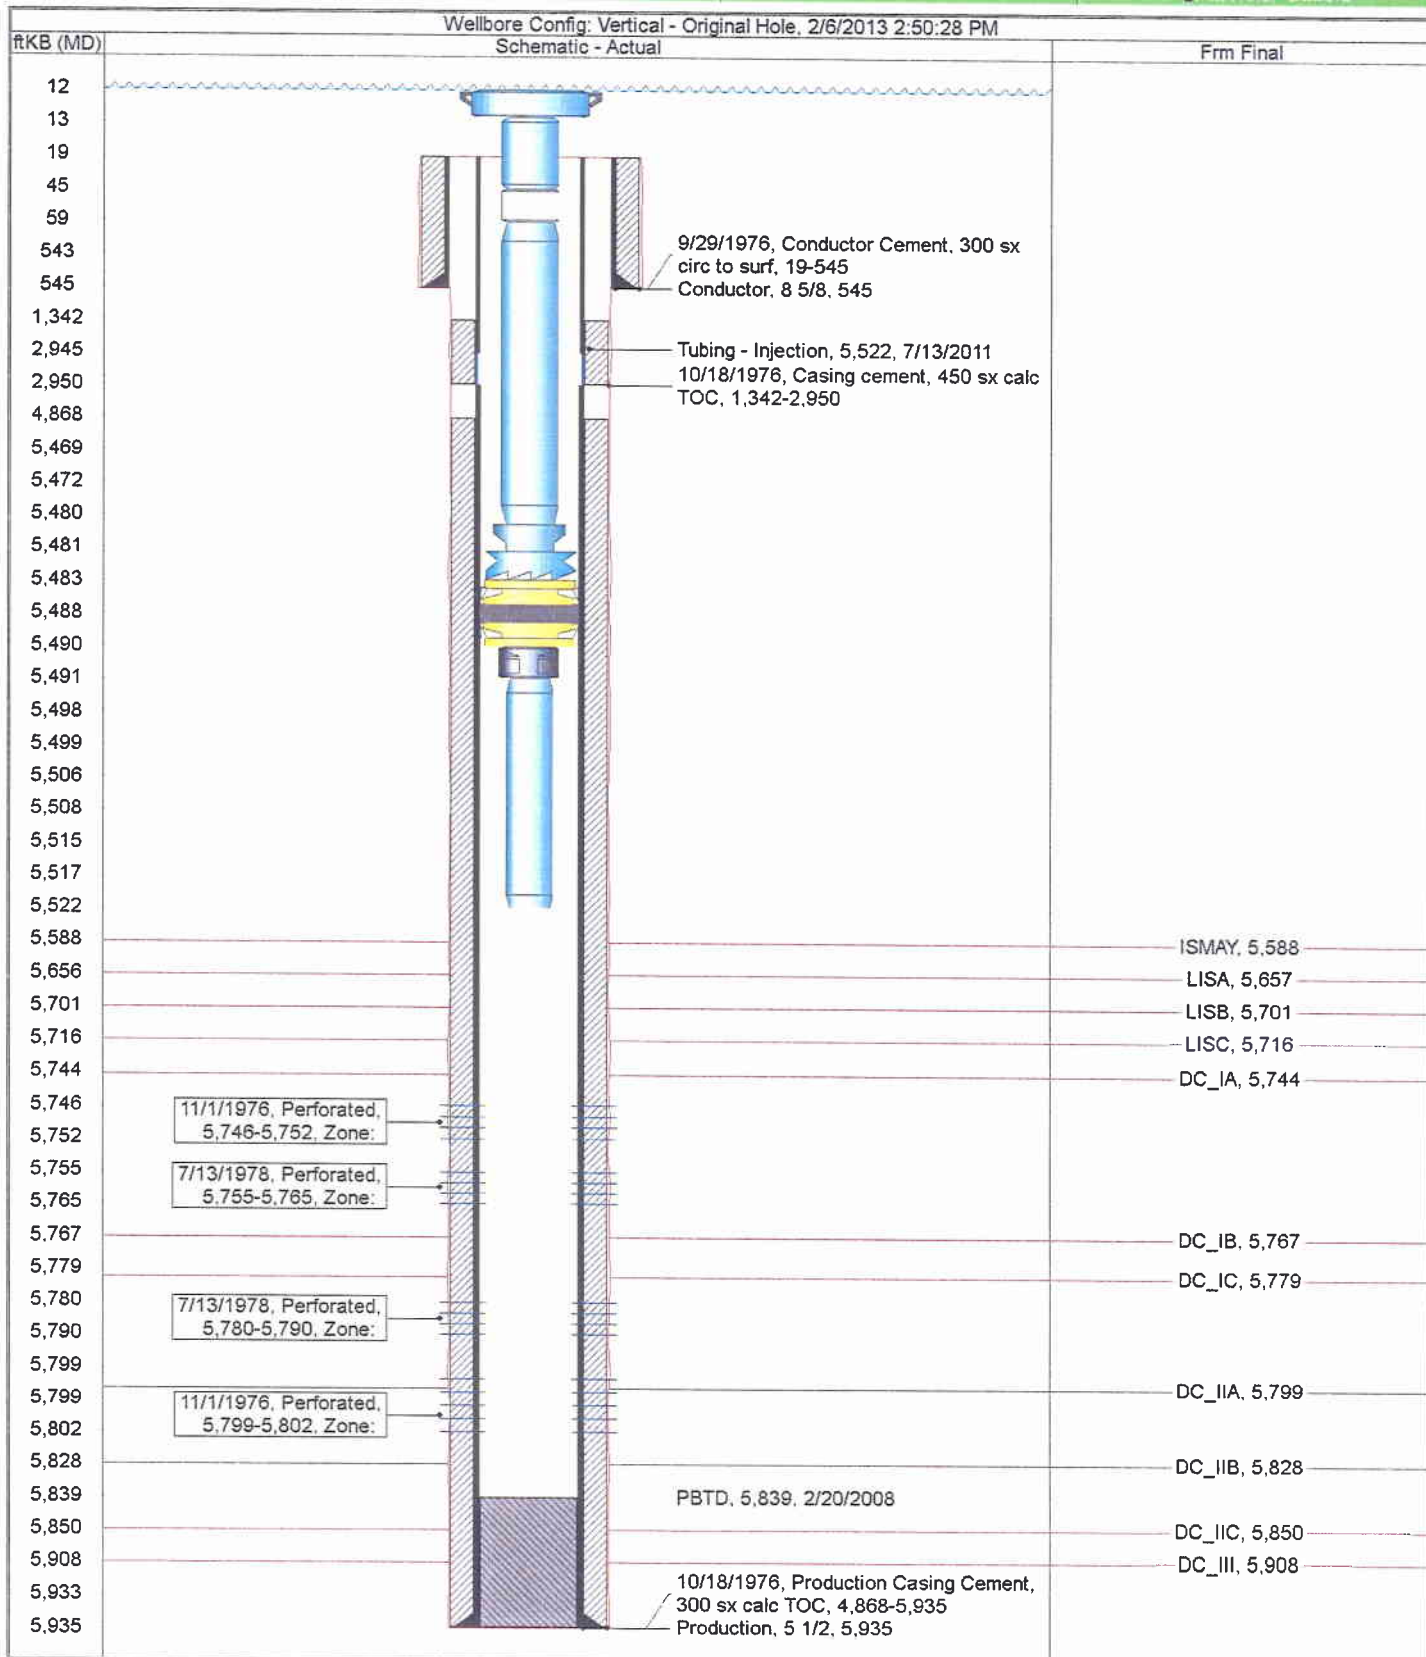 Wellbore Config: Vertical - Original Hole, 2/6/2013 2:50:28 PM
ftKB (MD)
Schematic - Actual
Frm Final
12
13
19
45
59
543
545
1,342
2,945
2,950
4,868
5,469
5,472
5,480
5,481
5,483
5,488
5,490
5,491
5,498
5,499
5,506
5,508
5,515
5,517
5,522
5,588
5,656
5,701
5,716
5,744
5,746
5,752
5,755
5,765
5,767
5,779
5,780
5,790
5,799
5,799
5,802
5,828
5,839
5,850
5,908
5,933
5,935
9/29/1976, Conductor Cement, 300 sx
circ to surf, 19-545
Conductor, 8 5/8, 545
Tubing - Injection, 5,522, 7/13/2011
10/18/1976, Casing cement, 450 sx calc
TOC, 1,342-2,950
11/1/1976, Perforated,
5,746-5,752, Zone:
7/13/1978, Perforated,
5,755-5,765, Zone:
7/13/1978, Perforated,
5,780-5,790, Zone:
11/1/1976, Perforated,
5,799-5,802, Zone:
PBTD, 5,839, 2/20/2008
10/18/1976, Production Casing Cement,
300 sx calc TOC, 4,868-5,935
Production, 5 1/2, 5,935
ISMAY, 5,588
LISA, 5,657
LISB, 5,701
LISC, 5,716
DC_IA, 5,744
DC_IB, 5,767
DC_IC, 5,779
DC_IIA, 5,799
DC_IIB, 5,828
DC_IIC, 5,850
DC_III, 5,908